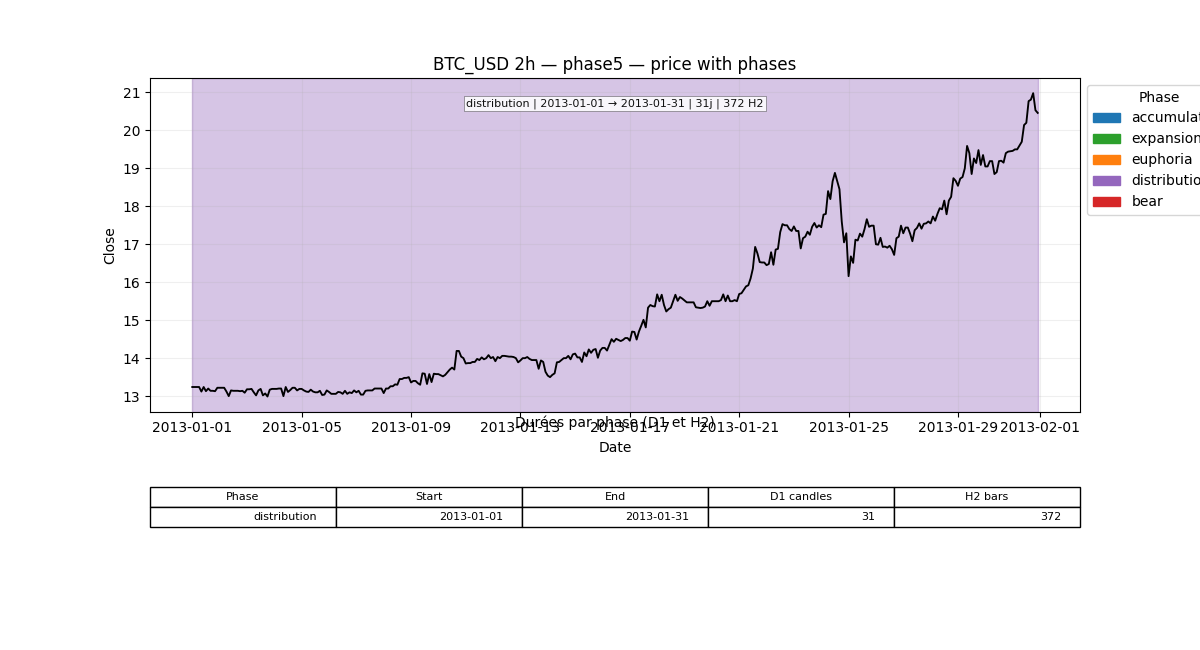 BTC_USD 2h — phase5 — price with phases
distribution | 2013-01-01 → 2013-01-31 | 31j | 372 H2
Phase
accumulat
expansion
euphoria
distributio
bear
Close
21
20
19
18
17
16
15
14
13
Durées par phase (D1 et H2)
2013-01-01 2013-01-05 2013-01-09 2013-01-13 2013-01-17 2013-01-21 2013-01-25 2013-01-29 2013-02-01
Date
Phase Start End D1 candles H2 bars
distribution 2013-01-01 2013-01-31 31 372